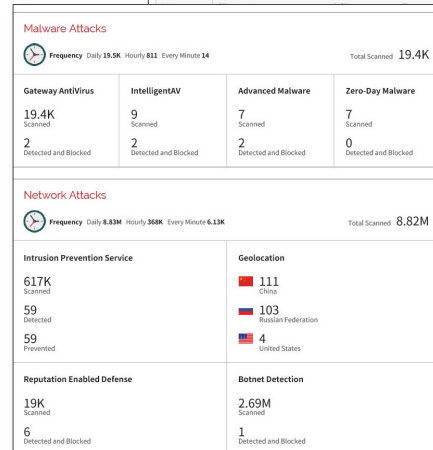 Malware Attacks
Frequency Daily 19.5K Hourly 811 Every Minute 14
Total Scanned 19.4K
Gateway AntiVirus
19.4K
Scanned
2
Detected and Blocked
IntelligentAV
9
Scanned
2
Detected and Blocked
Advanced Malware
7
Scanned
2
Detected and Blocked
Zero-Day Malware
7
Scanned
0
Detected and Blocked
Network Attacks
Frequency Daily 8.83M Hourly 368K Every Minute 6.13K
Total Scanned 8.82M
Intrusion Prevention Service
617K
Scanned
59
Detected
59
Prevented
Geolocation
111
China
103
Russian Federation
4
United States
Reputation Enabled Defense
19K
Scanned
6
Detected and Blocked
Botnet Detection
2.69M
Scanned
1
Detected and Blocked